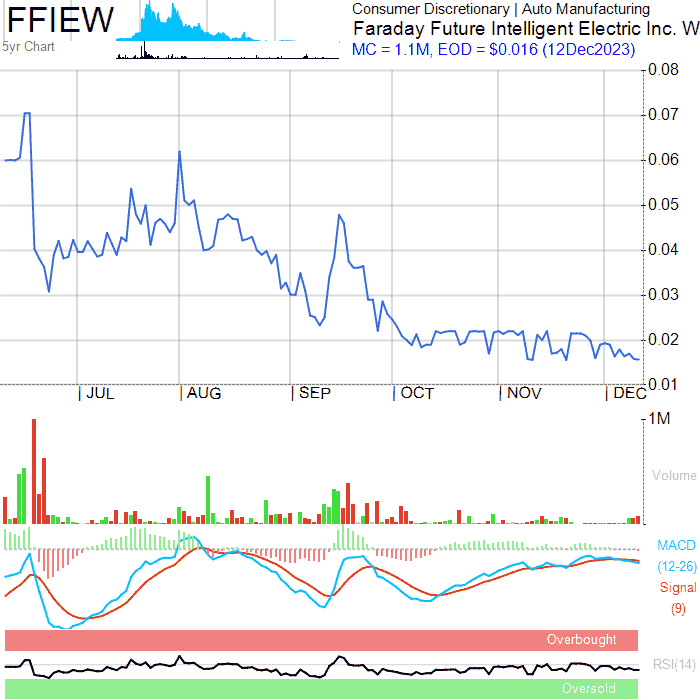 FFIEW
5yr Chart
Consumer Discretionary | Auto Manufacturing
Faraday Future Intelligent Electric Inc. W
MC = 1.1M, EOD = $0.016 (12Dec2023)
0.08
0.07
0.06
0.05
0.04
0.03
0.02
0.01
| JUL | AUG | SEP | OCT | NOV | DEC
1M
Volume
MACD
(12-26)
Signal
(9)
Overbought
RSI(14)
Oversold